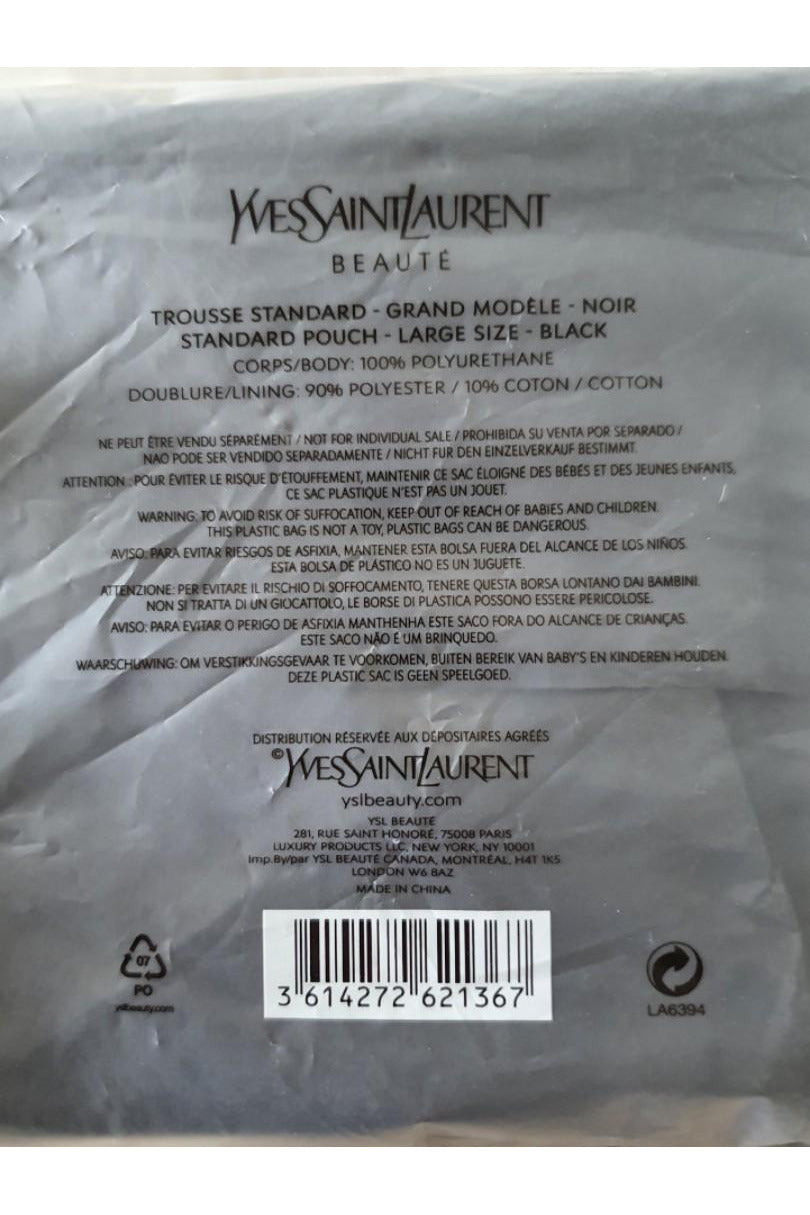 YVESSAINTLAURENT
BEAUTÉ
TROUSSE STANDARD - GRAND MODÈLE - NOIR
STANDARD POUCH - LARGE SIZE - BLACK
CORPS/BODY: 100% POLYURETHANE
DOUBLURE/LINING: 90% POLYESTER / 10% COTON / COTTON
NE PEUT ÊTRE VENDU SÉPARÉMENT / NOT FOR INDIVIDUAL SALE / PROHIBIDA SU VENTA POR SEPARADO /
NAO PODE SER VENDIDO SEPARADAMENTE / NICHT FUR DEN EINZELVERKAUF BESTIMMT.
ATTENTION : POUR ÉVITER LE RISQUE D'ÉTOUFFEMENT, MAINTENIR CE SAC ÉLOIGNÉ DES BÉBÉS ET DES JEUNES ENFANTS,
CE SAC PLASTIQUE N'EST PAS UN JOUET.
WARNING: TO AVOID RISK OF SUFFOCATION, KEEP OUT OF REACH OF BABIES AND CHILDREN.
THIS PLASTIC BAG IS NOT A TOY, PLASTIC BAGS CAN BE DANGEROUS.
AVISO: PARA EVITAR RIESGOS DE ASFIXIA, MANTENER ESTA BOLSA FUERA DEL ALCANCE DE LOS NIÑOS.
ESTA BOLSA DE PLÁSTICO NO ES UN JUGUETE.
ATTENZIONE: PER EVITARE IL RISCHIO DI SOFFOCAMENTO, TENERE QUESTA BORSA LONTANO DAI BAMBINI.
NON SI TRATTA DI UN GIOCATTOLO, LE BORSE DI PLASTICA POSSONO ESSERE PERICOLOSE.
AVISO: PARA EVITAR O PERIGO DE ASFIXIA MANTHENHA ESTE SACO FORA DO ALCANCE DE CRIANÇAS.
ESTE SACO NÃO É UM BRINQUEDO.
WAARSCHUWING: OM VERSTIKKINGSGEVAAR TE VOORKOMEN, BUITEN BEREIK VAN BABY'S EN KINDEREN HOUDEN.
DEZE PLASTIC SAC IS GEEN SPEELGOED.
DISTRIBUTION RÉSERVÉE AUX DÉPOSITAIRES AGRÉÉS
©YVESSAINTLAURENT
yslbeauty.com
YSL BEAUTÉ
281, RUE SAINT HONORÉ, 75008 PARIS
LUXURY PRODUCTS LLC, NEW YORK, NY 10001
Imp.By/par YSL BEAUTÉ CANADA, MONTRÉAL, H4T 1K5
LONDON W6 8AZ
MADE IN CHINA
07
PO
yslbeauty.com
3 614272 621367
LA6394